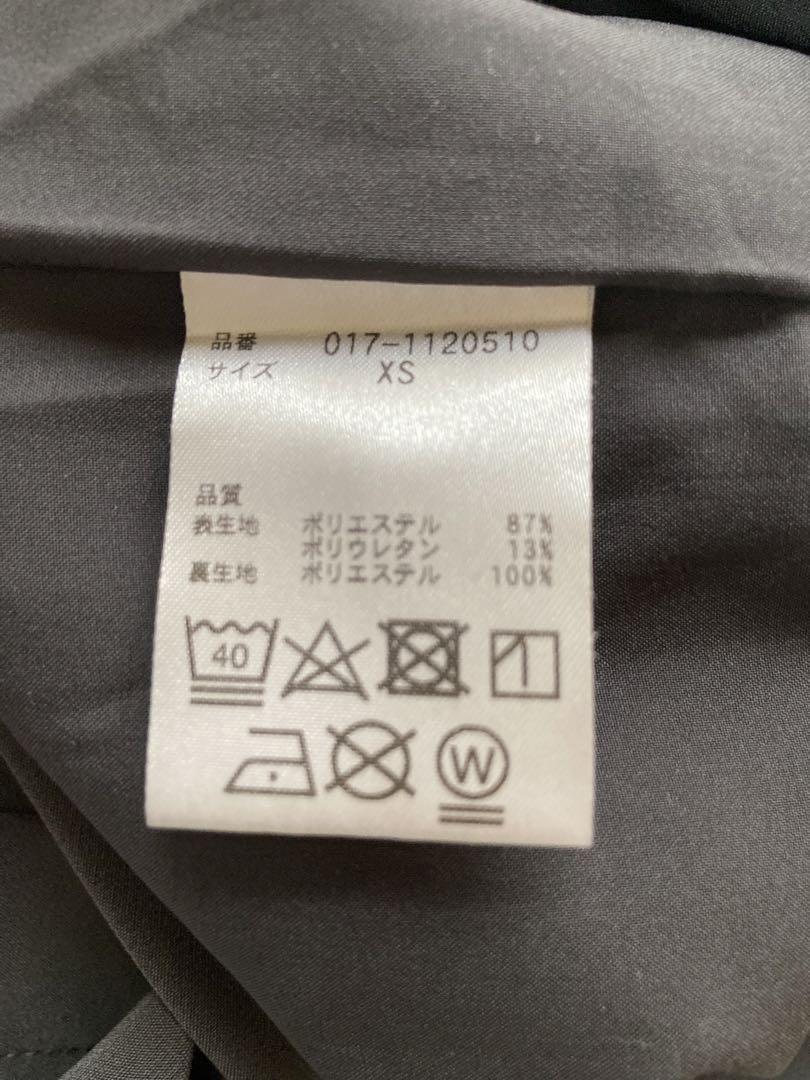 品番 017-1120510
サイズ XS
品質
表生地 ポリエステル 87%
ポリウレタン 13%
裏生地 ポリエステル 100%
40
W